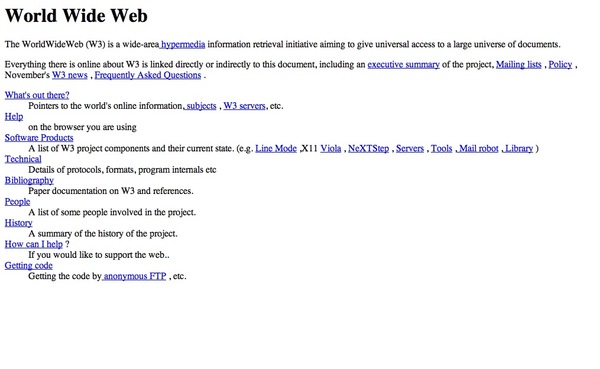 World Wide Web
The WorldWideWeb (W3) is a wide-area hypermedia information retrieval initiative aiming to give universal access to a large universe of documents.
Everything there is online about W3 is linked directly or indirectly to this document, including an executive summary of the project, Mailing lists , Policy ,
November's W3 news , Frequently Asked Questions .
What's out there?
Pointers to the world's online information, subjects , W3 servers, etc.
Help
on the browser you are using
Software Products
A list of W3 project components and their current state. (e.g. Line Mode ,X11 Viola , NeXTStep , Servers , Tools , Mail robot , Library )
Technical
Details of protocols, formats, program internals etc
Bibliography
Paper documentation on W3 and references.
People
A list of some people involved in the project.
History
A summary of the history of the project.
How can I help ?
If you would like to support the web..
Getting code
Getting the code by anonymous FTP , etc.